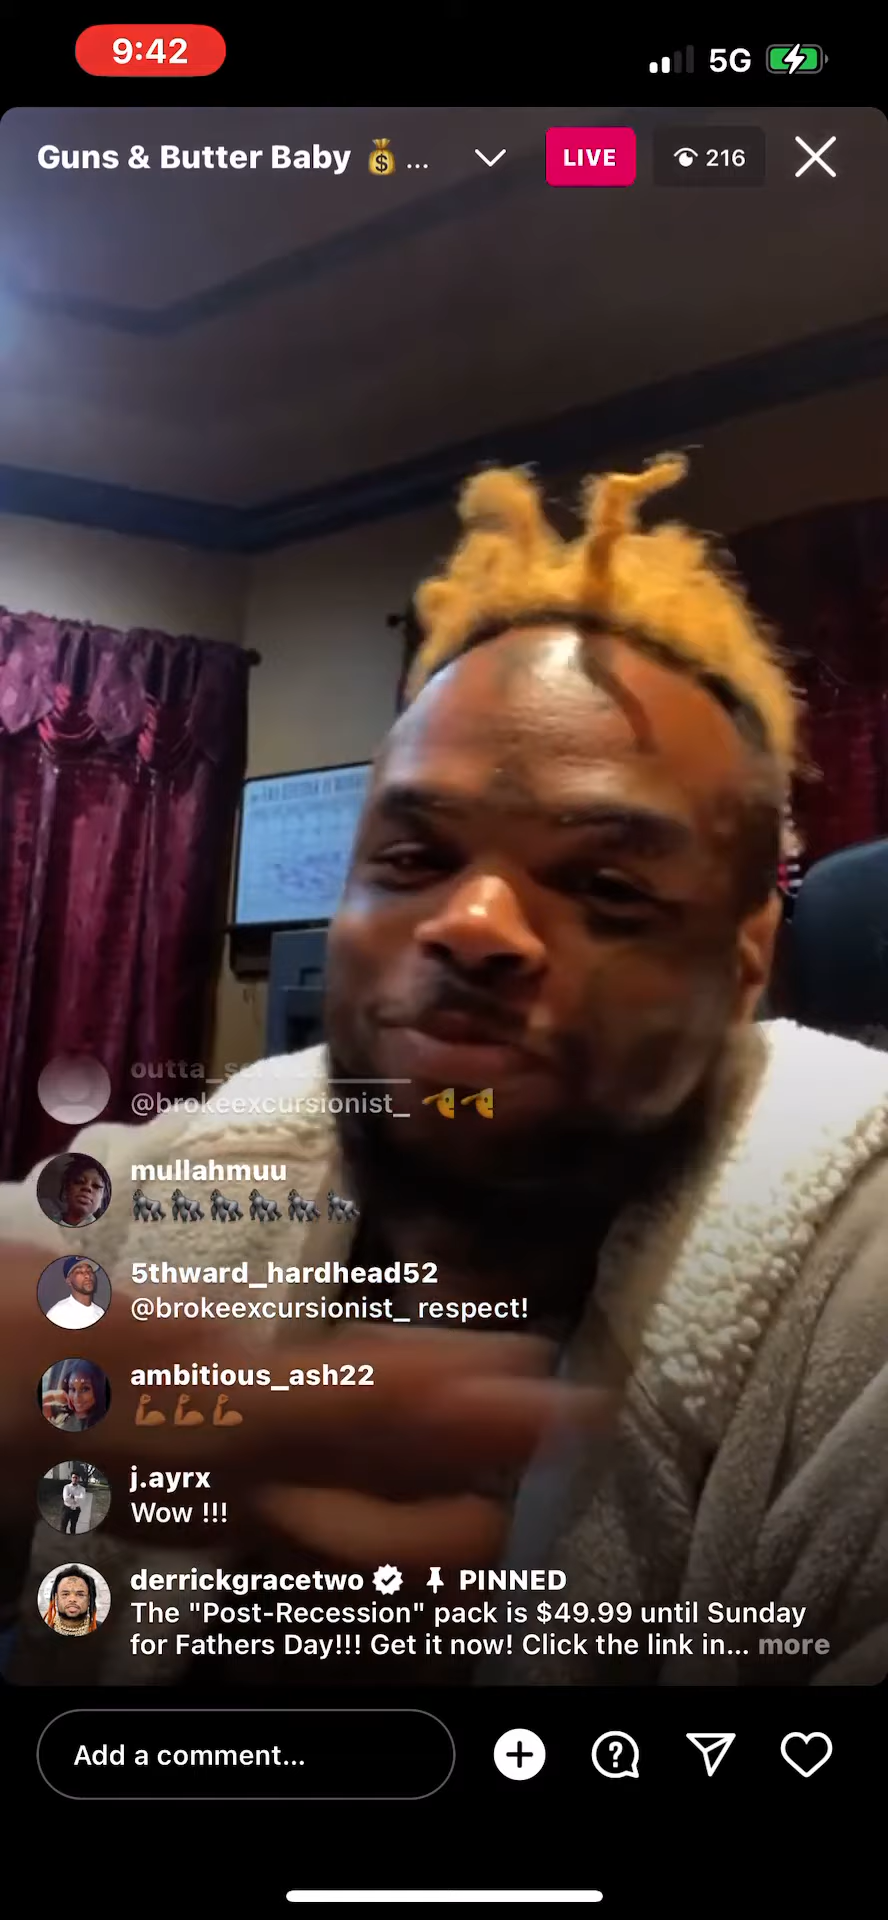 9:42
5G
Guns & Butter Baby 💰 ...
LIVE
216
@brokeexcursionist_ 🫡🫡
mullahmuu
🦍🦍🦍🦍🦍🦍
5thward_hardhead52
@brokeexcursionist_ respect!
ambitious_ash22
💪🏾💪🏾💪🏾
j.ayrx
Wow !!!
derrickgracetwo PINNED
The "Post-Recession" pack is $49.99 until Sunday
for Fathers Day!!! Get it now! Click the link in... more
Add a comment...